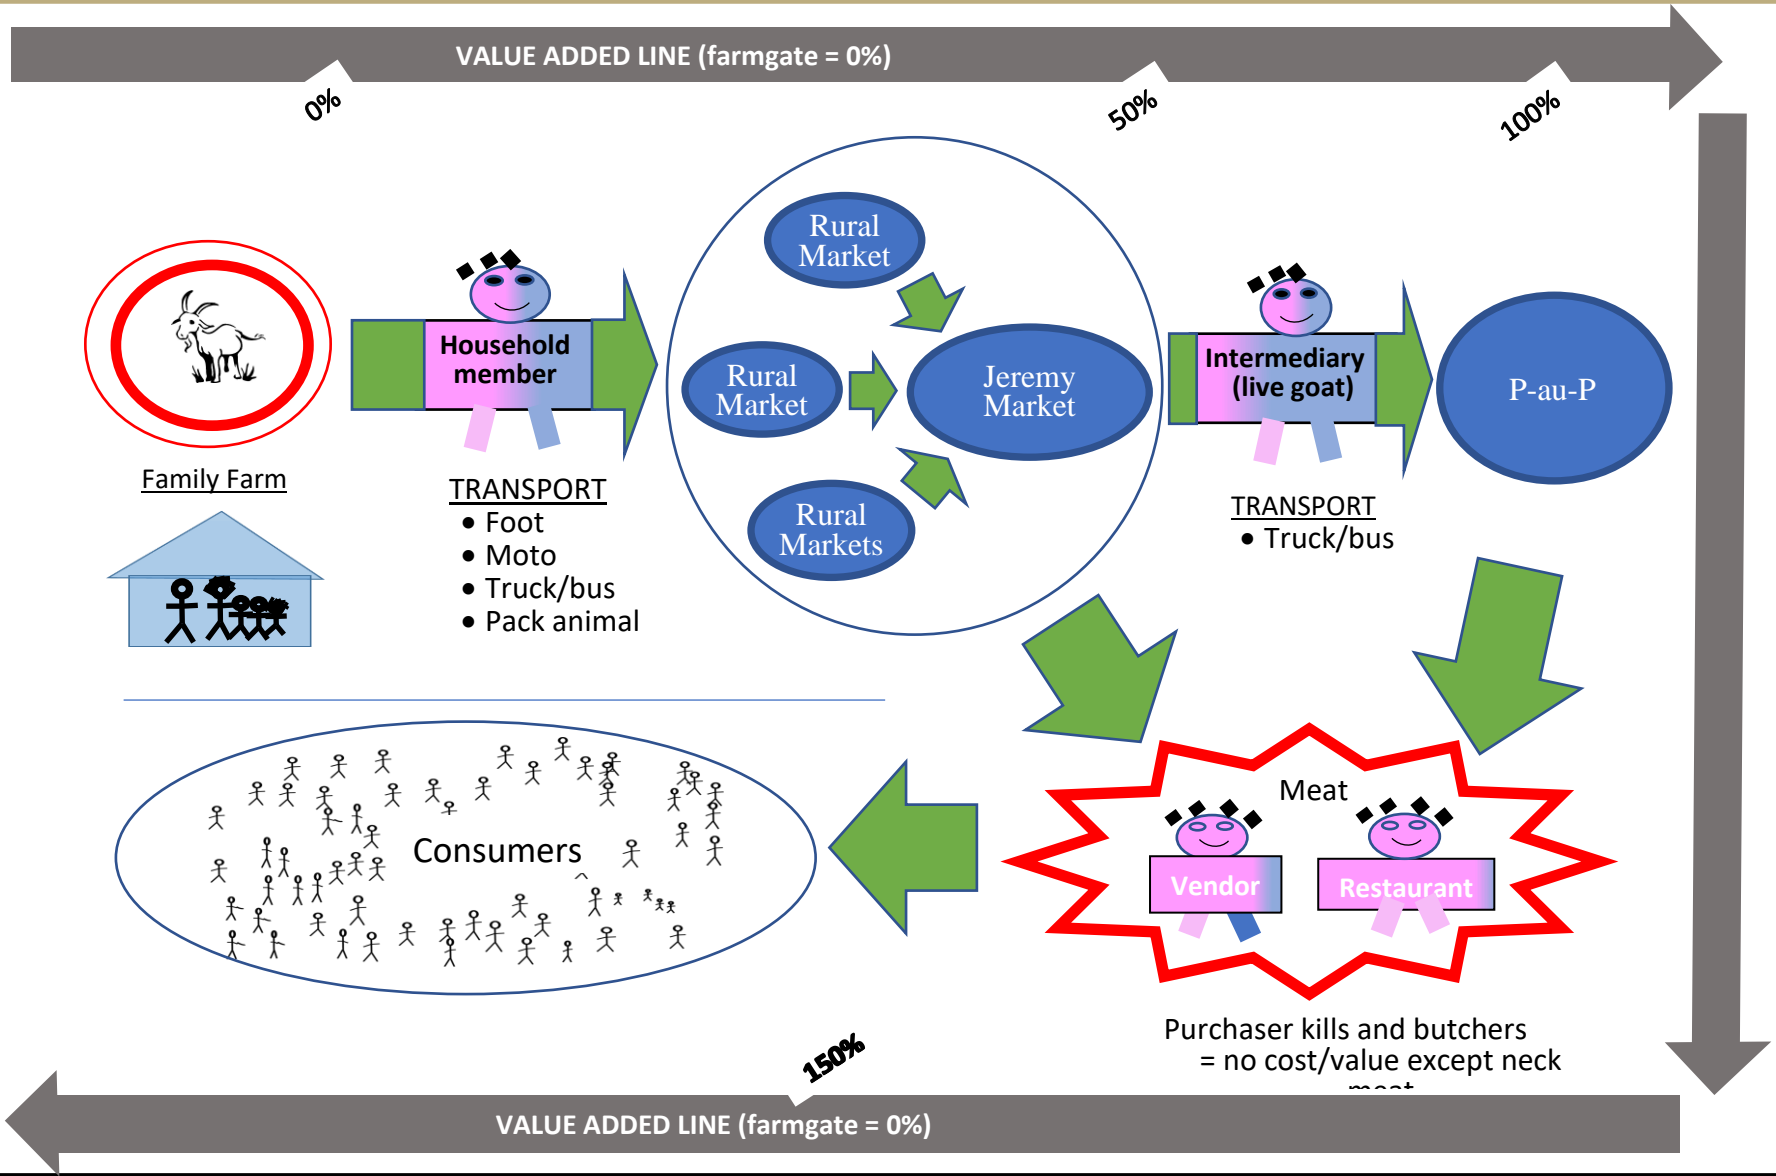 VALUE ADDED LINE (farmgate = 0%)
0%
50%
100%
Rural
Market
Household
member
Rural
Market
Jeremy
Market
Intermediary
(live goat)
P-au-P
Family Farm
TRANSPORT
• Foot
• Moto
• Truck/bus
• Pack animal
Rural
Markets
TRANSPORT
• Truck/bus
Meat
Consumers
Vendor
Restaurant
Purchaser kills and butchers
= no cost/value except neck
meat
150%
VALUE ADDED LINE (farmgate = 0%)